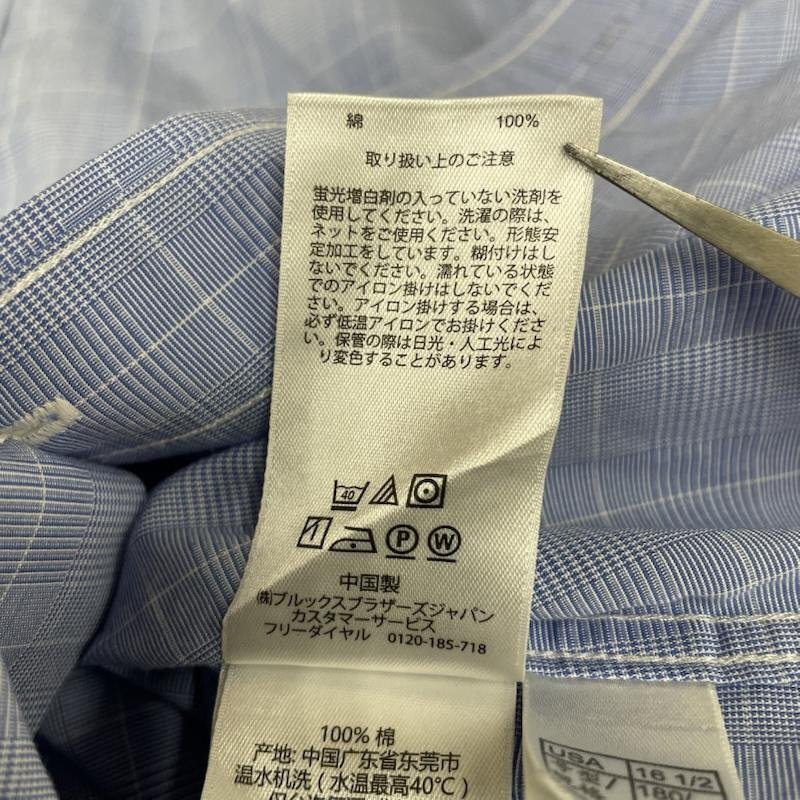 綿 100%
取り扱い上のご注意
蛍光増白剤の入っていない洗剤を
使用してください。洗濯の際は、
ネットをご使用ください。形態安
定加工をしています。糊付けはし
ないでください。濡れている状態
でのアイロン掛けはしないでくだ
さい。アイロン掛けする場合は、
必ず低温アイロンでお掛けくださ
い。保管の際は日光・人工光によ
り変色することがあります。
40
P W
中国製
㈱ブルックスブラザーズジャパン
カスタマーサービス
フリーダイヤル 0120-185-718
100% 棉
产地: 中国广东省东莞市
温水机洗 ( 水温最高40℃ )
USA 16 1/2
号型/ 180/